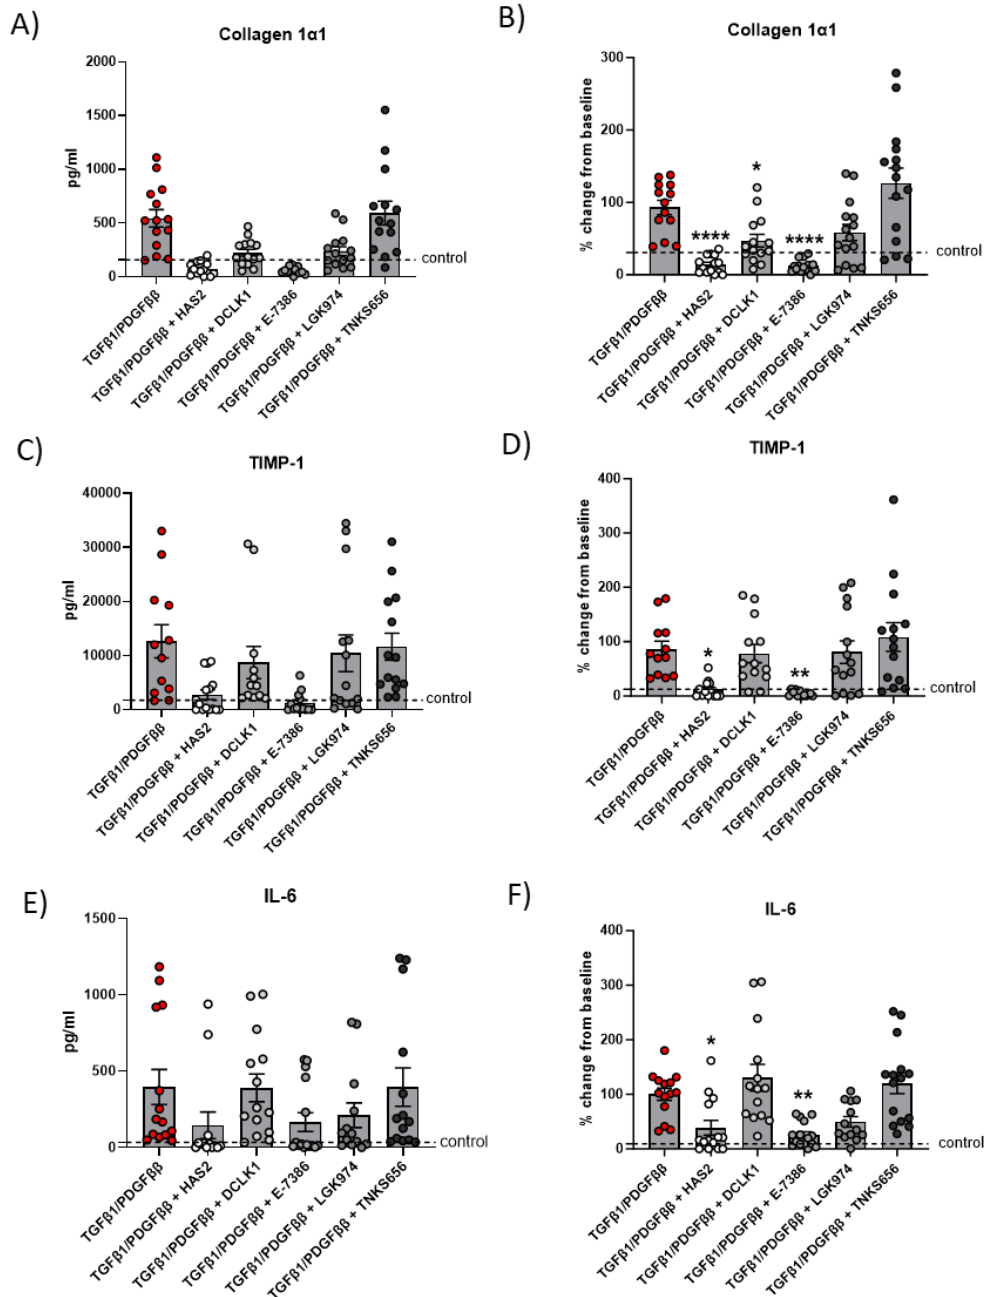 A)
Collagen 1α1
pg/ml
2000
1500
1000
500
0
control
TGFβ1/PDGFββ
TGFβ1/PDGFββ + HAS2
TGFβ1/PDGFββ + DCLK1
TGFβ1/PDGFββ + E-7386
TGFβ1/PDGFββ + LGK974
TGFβ1/PDGFββ + TNKS656
B)
Collagen 1α1
% change from baseline
300
200
100
0
****
*
****
control
TGFβ1/PDGFββ
TGFβ1/PDGFββ + HAS2
TGFβ1/PDGFββ + DCLK1
TGFβ1/PDGFββ + E-7386
TGFβ1/PDGFββ + LGK974
TGFβ1/PDGFββ + TNKS656
C)
TIMP-1
pg/ml
40000
30000
20000
10000
0
control
TGFβ1/PDGFββ
TGFβ1/PDGFββ + HAS2
TGFβ1/PDGFββ + DCLK1
TGFβ1/PDGFββ + E-7386
TGFβ1/PDGFββ + LGK974
TGFβ1/PDGFββ + TNKS656
D)
TIMP-1
% change from baseline
400
300
200
100
0
*
**
control
TGFβ1/PDGFββ
TGFβ1/PDGFββ + HAS2
TGFβ1/PDGFββ + DCLK1
TGFβ1/PDGFββ + E-7386
TGFβ1/PDGFββ + LGK974
TGFβ1/PDGFββ + TNKS656
E)
IL-6
pg/ml
1500
1000
500
0
control
TGFβ1/PDGFββ
TGFβ1/PDGFββ + HAS2
TGFβ1/PDGFββ + DCLK1
TGFβ1/PDGFββ + E-7386
TGFβ1/PDGFββ + LGK974
TGFβ1/PDGFββ + TNKS656
F)
IL-6
% change from baseline
400
300
200
100
0
*
**
control
TGFβ1/PDGFββ
TGFβ1/PDGFββ + HAS2
TGFβ1/PDGFββ + DCLK1
TGFβ1/PDGFββ + E-7386
TGFβ1/PDGFββ + LGK974
TGFβ1/PDGFββ + TNKS656